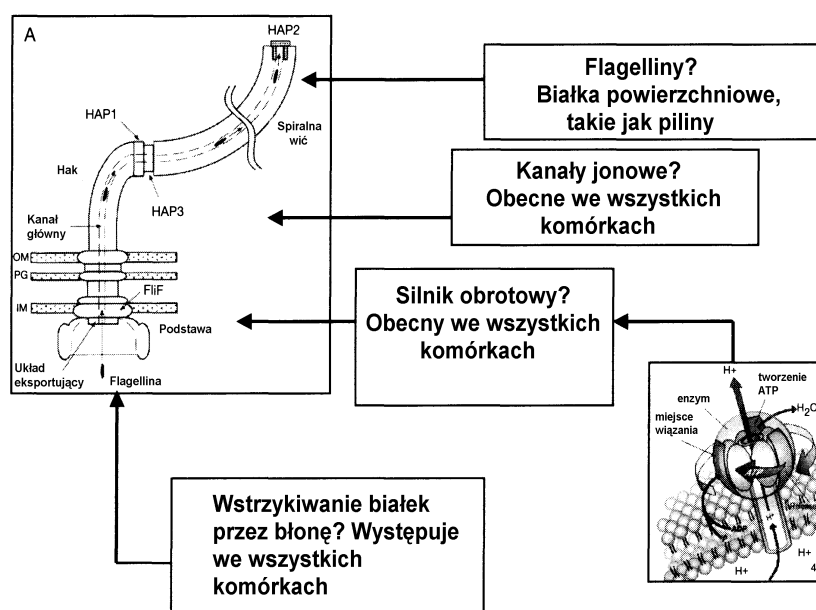 A
HAP2
HAP1
Spiralna
wić
Hak
HAP3
Kanał
główny
OM
PG
FliF
IM
Podstawa
Układ
eksportujący
Flagellina
Flagelliny?
Białka powierzchniowe,
takie jak piliny
Kanały jonowe?
Obecne we wszystkich
komórkach
Silnik obrotowy?
Obecny we wszystkich
komórkach
Wstrzykiwanie białek
przez błonę? Występuje
we wszystkich
komórkach
H+
tworzenie
ATP
enzym
H2O
miejsce
wiązania
H+
H+
H+
4